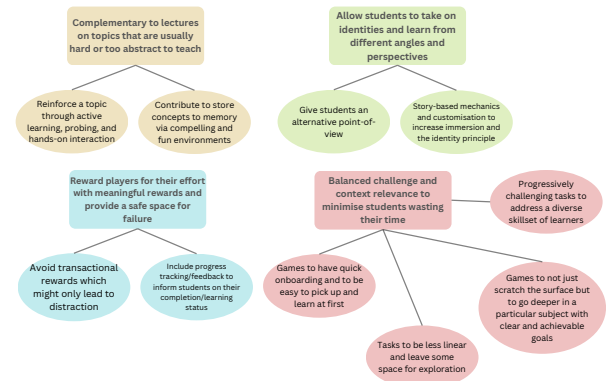 Complementary to lectures
on topics that are usually
hard or too abstract to teach
Reinforce a topic
through active
learning, probing, and
hands-on interaction
Contribute to store
concepts to memory
via compelling and
fun environments
Allow students to take on
identities and learn from
different angles and
perspectives
Give students an
alternative point-of-
view
Story-based mechanics
and customisation to
increase immersion and
the identity principle
Reward players for their effort
with meaningful rewards and
provide a safe space for
failure
Avoid transactional
rewards which
might only lead to
distraction
Include progress
tracking/feedback to
inform students on their
completion/learning
status
Balanced challenge and
context relevance to
minimise students wasting
their time
Progressively
challenging tasks to
address a diverse
skillset of learners
Games to have quick
onboarding and to be
easy to pick up and
learn at first
Tasks to be less linear
and leave some
space for exploration
Games to not just
scratch the surface but
to go deeper in a
particular subject with
clear and achievable
goals